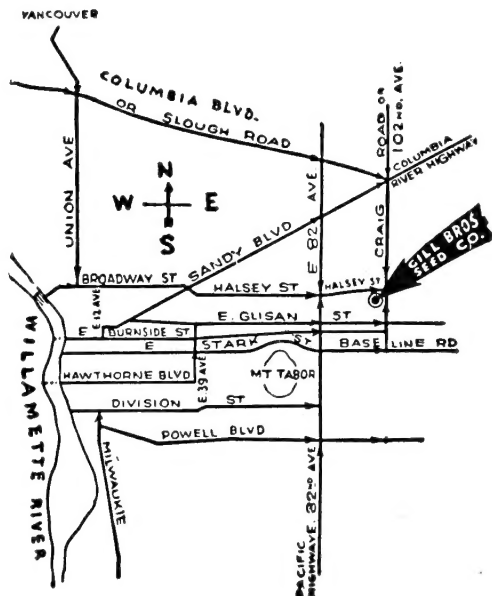 VANCOUVER
COLUMBIA BLVD.
OR SLOUGH ROAD
UNION AVE
N
W E
S
SANDY BLVD
E 82 AVE
ROAD OR
102ND. AVE.
CRAIG
COLUMBIA
RIVER HIGHWAY
GILL BROS
SEED CO.
BROADWAY ST
HALSEY ST
HALSEY ST
E 12 AVE
E. GLISAN ST
E BURNSIDE ST
E STARK ST
BASE LINE RD
HAWTHORNE BLVD
E 39 AVE
MT TABOR
DIVISION ST
POWELL BLVD
MILWAUKIE
WILLAMETTE RIVER
PACIFIC
HIGHWAY. 82ND AVE